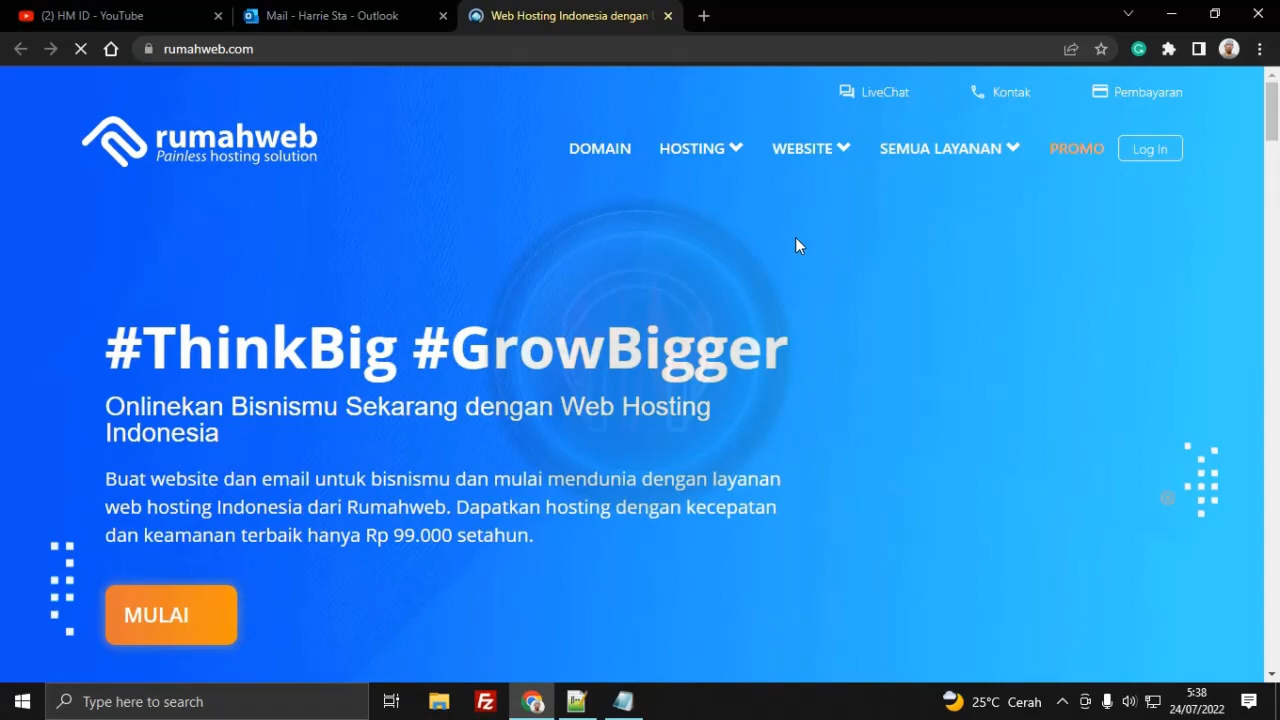 (2) HM ID - YouTube
Mail - Harrie Sta - Outlook
Web Hosting Indonesia dengan
rumahweb.com
LiveChat
Kontak
Pembayaran
rumahweb
Painless hosting solution
DOMAIN
HOSTING
WEBSITE
SEMUA LAYANAN
PROMO
Log In
#ThinkBig #GrowBigger
Onlinekan Bisnismu Sekarang dengan Web Hosting
Indonesia
Buat website dan email untuk bisnismu dan mulai mendunia dengan layanan
web hosting Indonesia dari Rumahweb. Dapatkan hosting dengan kecepatan
dan keamanan terbaik hanya Rp 99.000 setahun.
MULAI
Type here to search
25°C Cerah
5:38
24/07/2022